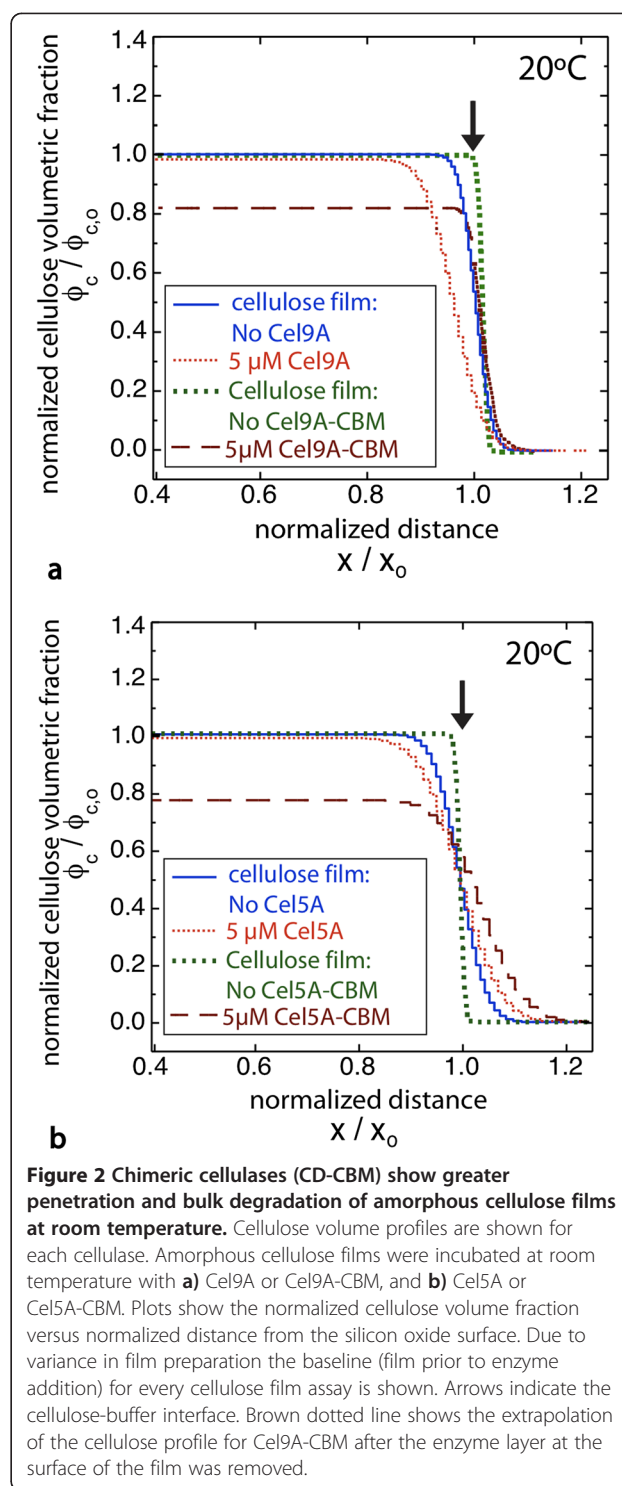 1.4
1.2
1.0
0.8
0.6
0.4
0.2
0.0
normalized cellulose volumetric fraction
ϕc / ϕc,o
20ºC
cellulose film:
No Cel9A
5 µM Cel9A
Cellulose film:
No Cel9A-CBM
5µM Cel9A-CBM
0.4 0.6 0.8 1.0 1.2
normalized distance
x / xo
a
1.4
1.2
1.0
0.8
0.6
0.4
0.2
0.0
normalized cellulose volumetric fraction
ϕc / ϕc,o
20ºC
cellulose film:
No Cel5A
5 µM Cel5A
Cellulose film:
No Cel5A-CBM
5µM Cel5A-CBM
0.4 0.6 0.8 1.0 1.2
normalized distance
x / xo
b
Figure 2 Chimeric cellulases (CD-CBM) show greater
penetration and bulk degradation of amorphous cellulose films
at room temperature. Cellulose volume profiles are shown for
each cellulase. Amorphous cellulose films were incubated at room
temperature with a) Cel9A or Cel9A-CBM, and b) Cel5A or
Cel5A-CBM. Plots show the normalized cellulose volume fraction
versus normalized distance from the silicon oxide surface. Due to
variance in film preparation the baseline (film prior to enzyme
addition) for every cellulose film assay is shown. Arrows indicate the
cellulose-buffer interface. Brown dotted line shows the extrapolation
of the cellulose profile for Cel9A-CBM after the enzyme layer at the
surface of the film was removed.